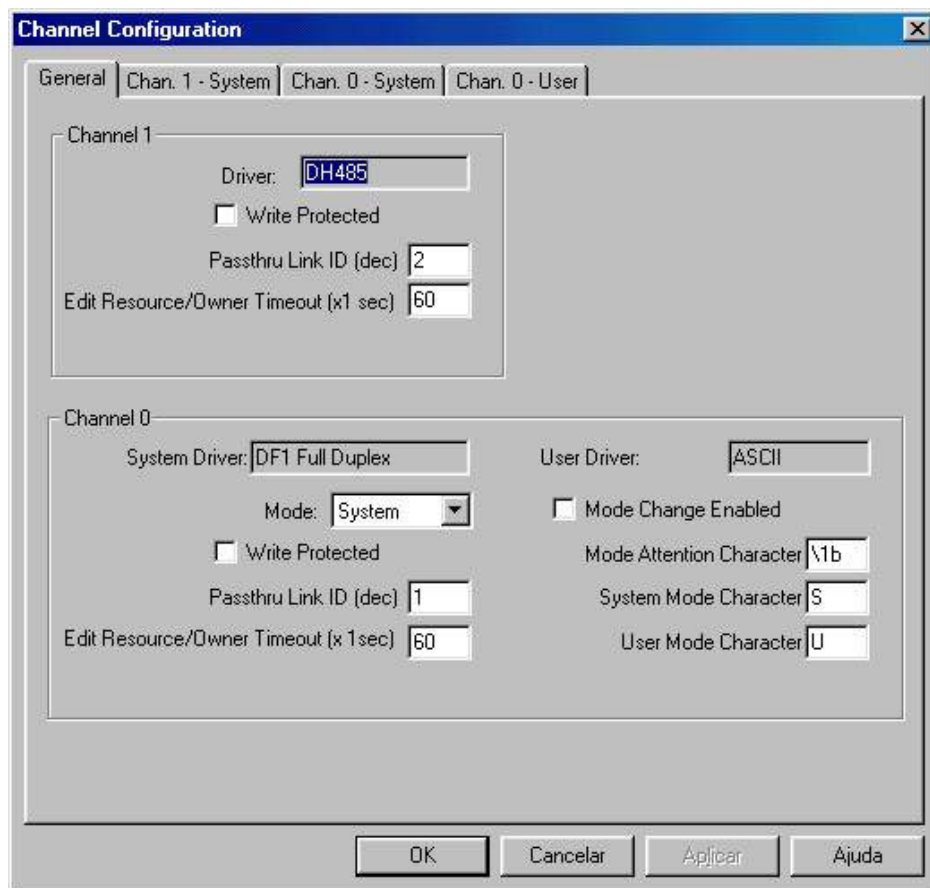 Channel Configuration
General Chan. 1 - System Chan. 0 - System Chan. 0 - User
Channel 1
Driver: DH485
Write Protected
Passthru Link ID (dec) 2
Edit Resource/Owner Timeout (x1 sec) 60
Channel 0
System Driver: DF1 Full Duplex User Driver: ASCII
Mode: System Mode Change Enabled
Write Protected Mode Attention Character \1b
Passthru Link ID (dec) 1 System Mode Character S
Edit Resource/Owner Timeout (x 1sec) 60 User Mode Character U
OK Cancelar Aplicar Ajuda